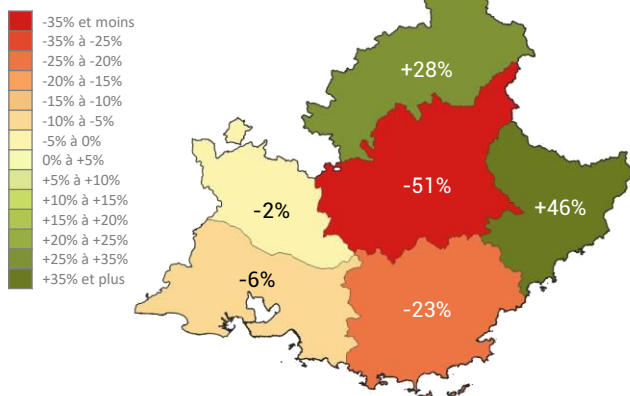 -35% et moins
-35% à -25%
-25% à -20%
-20% à -15%
-15% à -10%
-10% à -5%
-5% à 0%
0% à +5%
+5% à +10%
+10% à +15%
+15% à +20%
+20% à +25%
+25% à +35%
+35% et plus
+28%
-51%
-2%
+46%
-6%
-23%